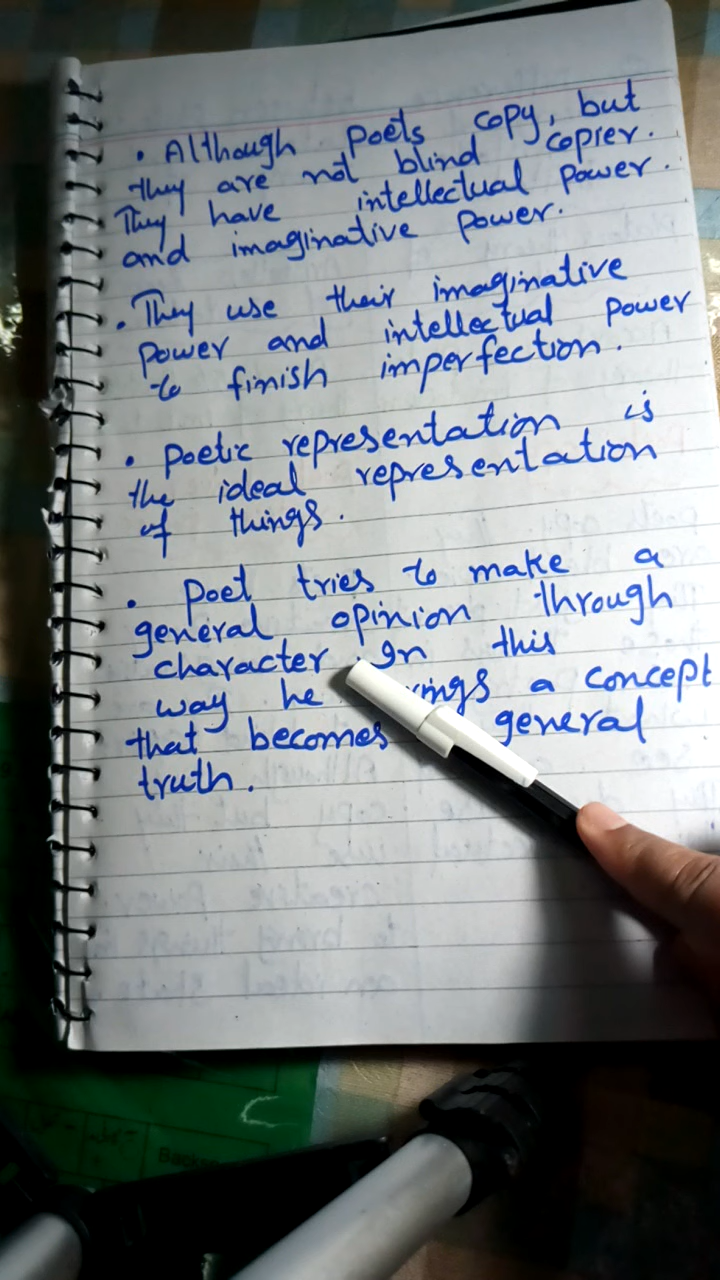 • Although poets copy, but
they are not blind copier.
They have intellectual power.
and imaginative power.
• They use their imaginative
power and intellectual power
to finish imperfection.
• Poetic representation is
the ideal representation
of things.
• Poet tries to make a
general opinion through
character In this
way he a concept
that becomes general
truth.